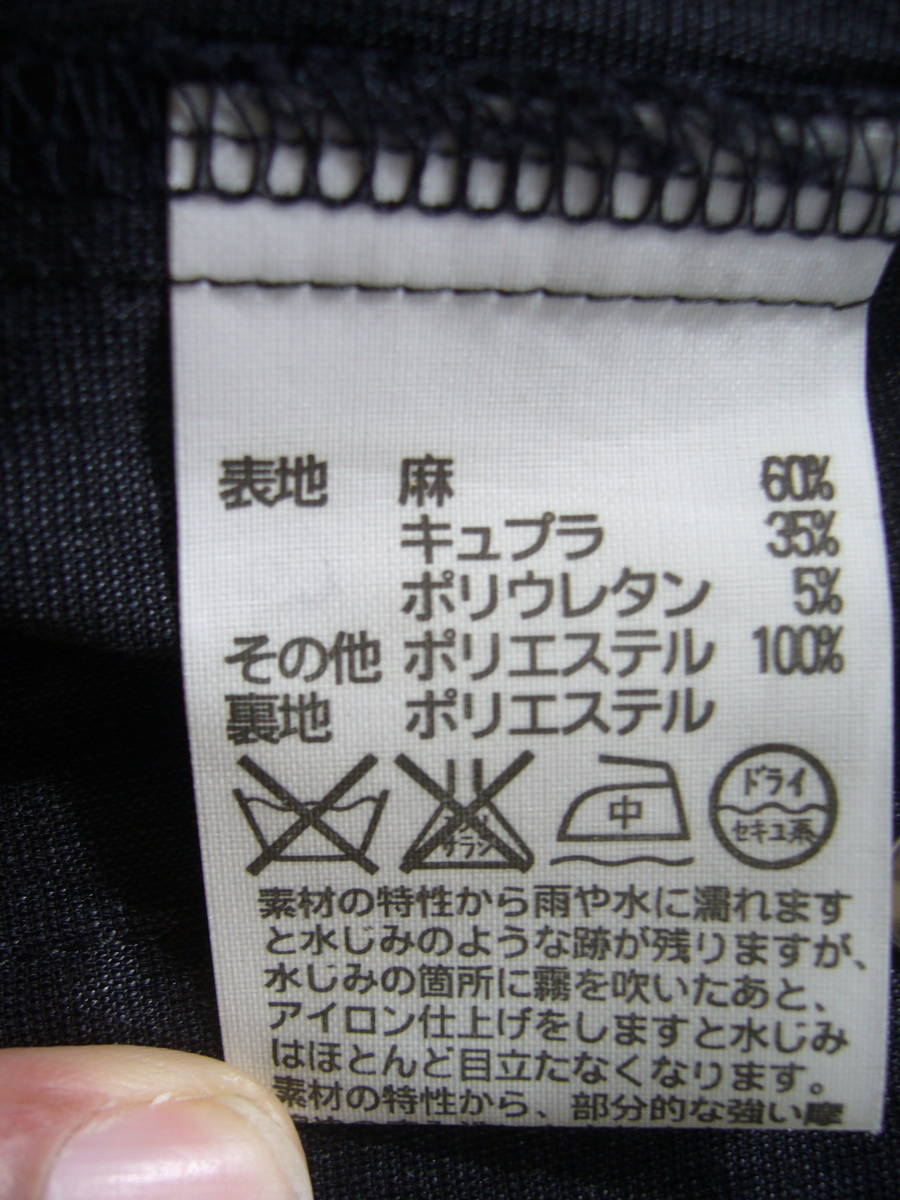 表地 麻 60%
キュプラ 35%
ポリウレタン 5%
その他 ポリエステル 100%
裏地 ポリエステル
サラシ 中 ドライ
セキユ系
素材の特性から雨や水に濡れます
と水じみのような跡が残りますが、
水じみの箇所に霧を吹いたあと、
アイロン仕上げをしますと水じみ
はほとんど目立たなくなります。
素材の特性から、部分的な強い摩